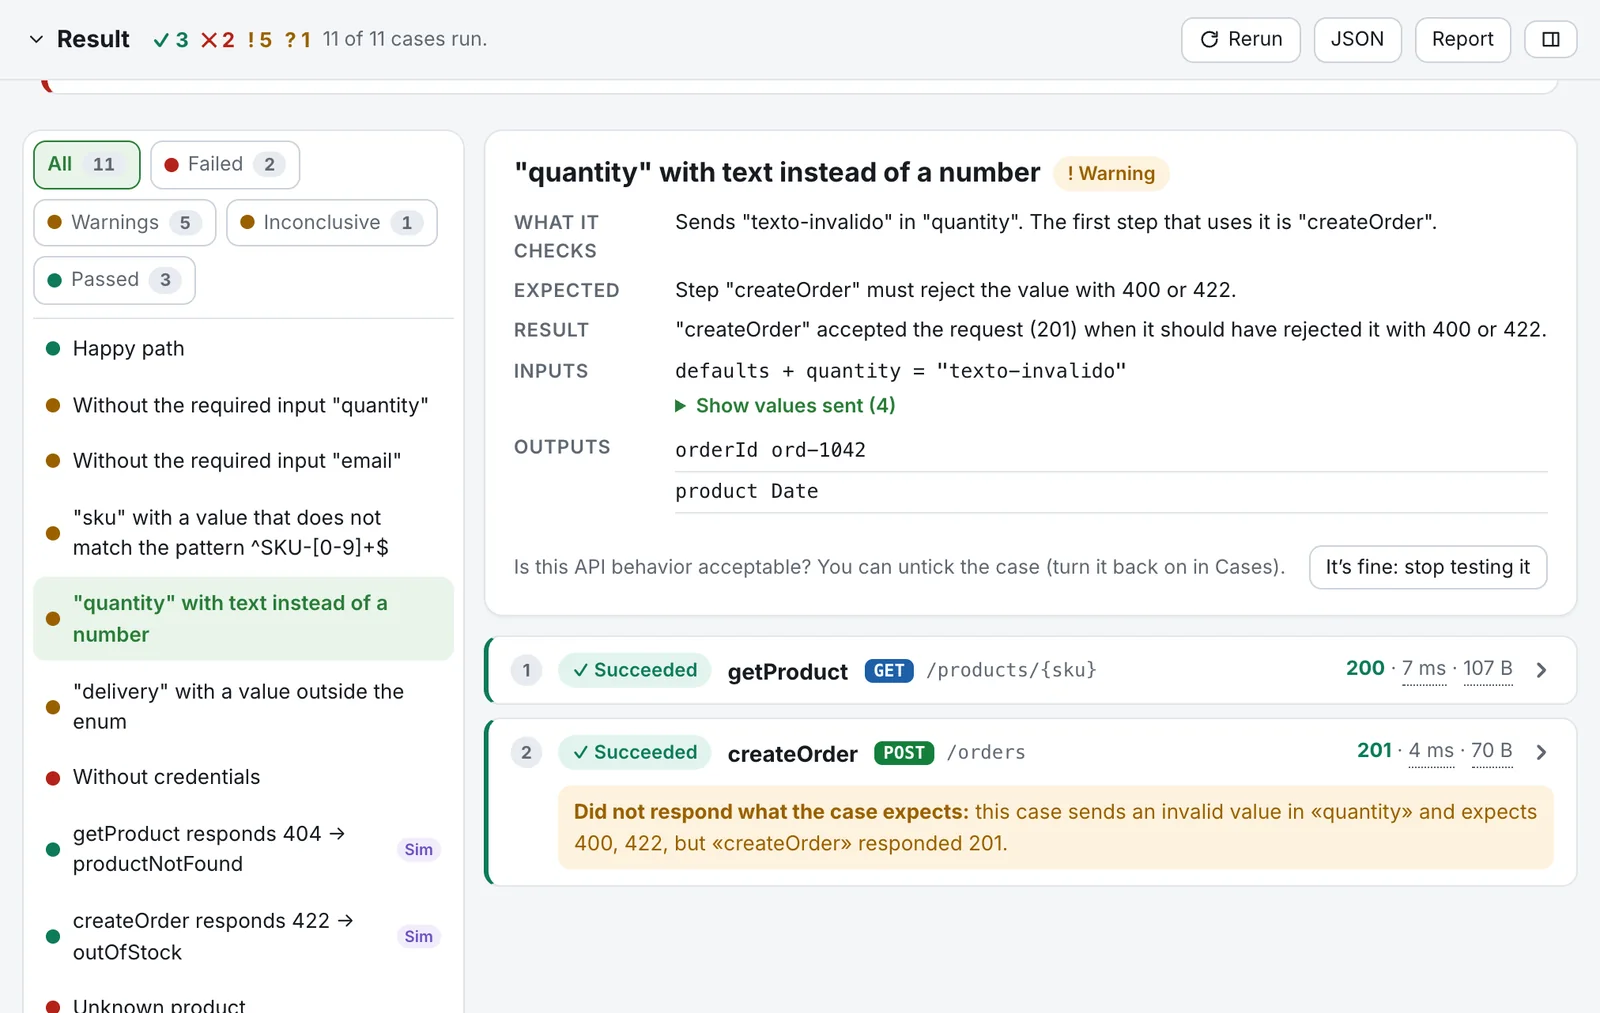 Result ✓ 3 ✕ 2 ! 5 ? 1 11 of 11 cases run.
Rerun JSON Report
All 11 Failed 2
Warnings 5 Inconclusive 1
Passed 3
Happy path
Without the required input "quantity"
Without the required input "email"
"sku" with a value that does not
match the pattern ^SKU-[0-9]+$
"quantity" with text instead of a
number
"delivery" with a value outside the
enum
Without credentials
getProduct responds 404 →
productNotFound
Sim
createOrder responds 422 →
outOfStock
Sim
Unknown product
"quantity" with text instead of a number ! Warning
WHAT IT
CHECKS
Sends "texto-invalido" in "quantity". The first step that uses it is "createOrder".
EXPECTED Step "createOrder" must reject the value with 400 or 422.
RESULT "createOrder" accepted the request (201) when it should have rejected it with 400 or 422.
INPUTS defaults + quantity = "texto-invalido"
▶ Show values sent (4)
OUTPUTS orderId ord-1042
product Date
Is this API behavior acceptable? You can untick the case (turn it back on in Cases). It's fine: stop testing it
1 ✓ Succeeded getProduct GET /products/{sku} 200 · 7 ms · 107 B
2 ✓ Succeeded createOrder POST /orders 201 · 4 ms · 70 B
Did not respond what the case expects: this case sends an invalid value in «quantity» and expects
400, 422, but «createOrder» responded 201.